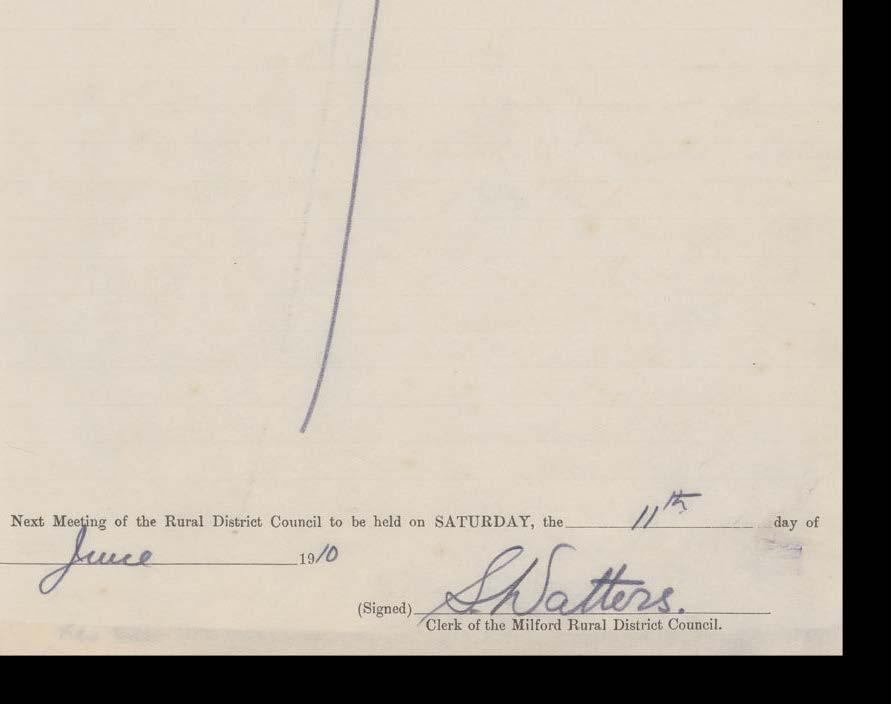 Next Meeting of the Rural District Council to be held on SATURDAY, the 11th day of
June 1910
(Signed) S. Watters.
Clerk of the Milford Rural District Council.